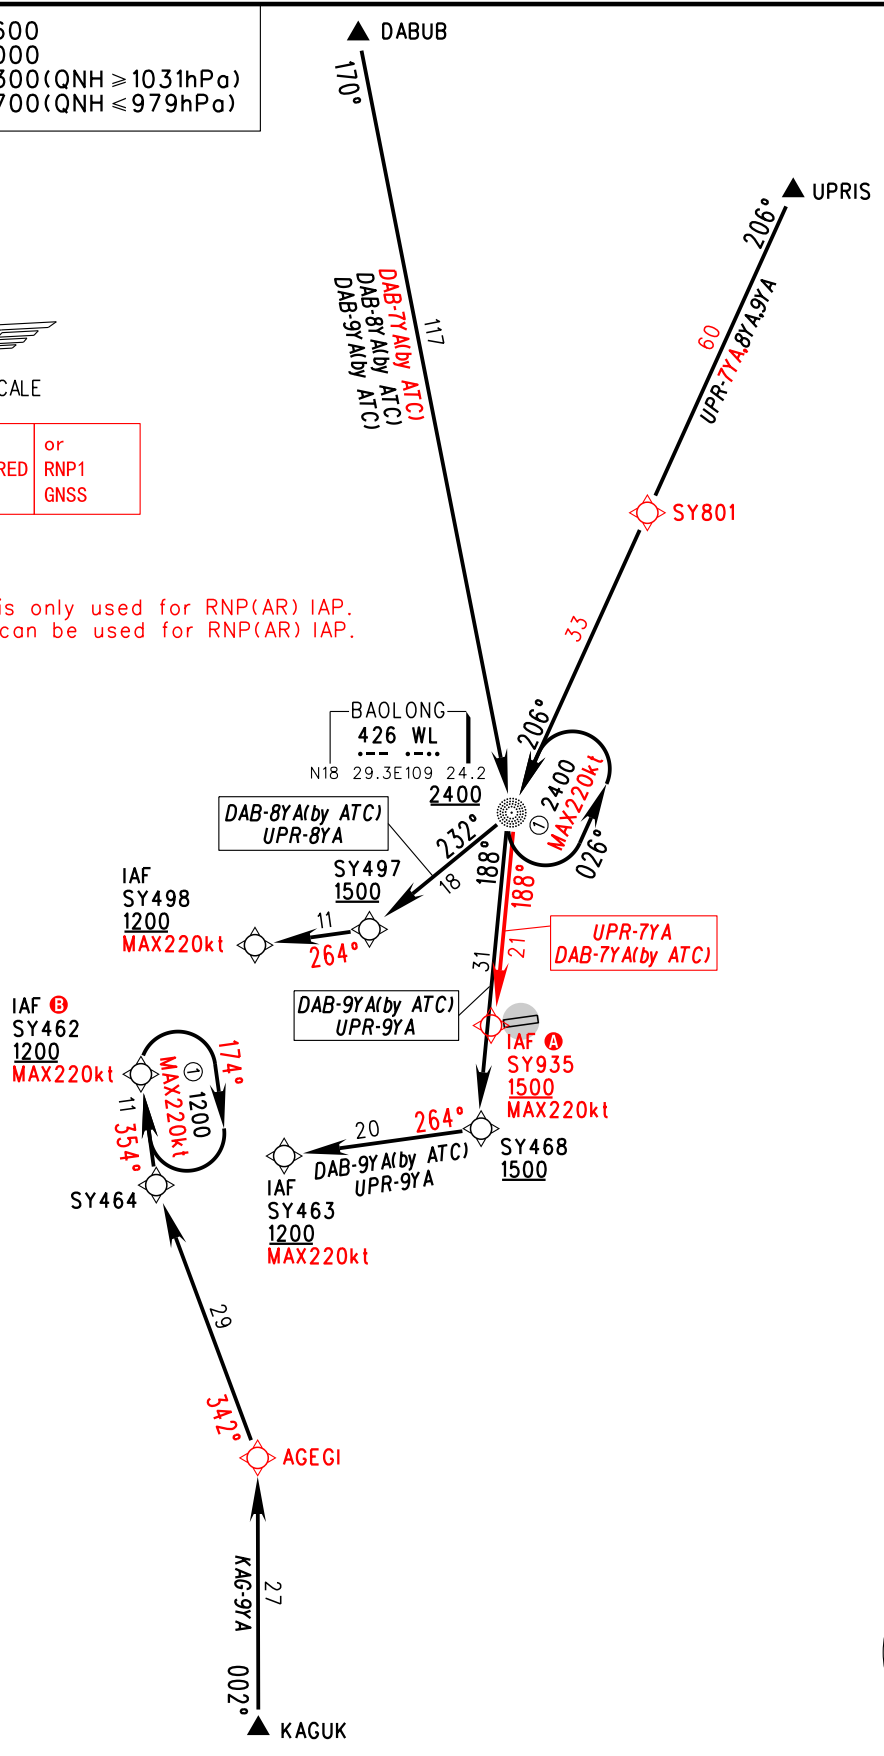 600
000
300(QNH ≥1031hPa)
700(QNH ≤979hPa)
DABUB
170°
UPRIS
206°
DAB-7YA(by ATC)
DAB-8YA(by ATC)
DAB-9YA(by ATC)
117
60
UPR-7YA,8YA,9YA
CALE
RED
or
RNP1
GNSS
SY801
is only used for RNP(AR) IAP.
can be used for RNP(AR) IAP.
33
206°
BAOLONG
426 WL
·-- ·-··
N18 29.3E109 24.2
2400
① 2400
MAX220kt
026°
DAB-8YA(by ATC)
UPR-8YA
232°
18
188°
188°
SY497
1500
IAF
SY498
1200
MAX220kt
11
264°
31
21
UPR-7YA
DAB-7YA(by ATC)
DAB-9YA(by ATC)
UPR-9YA
IAF A
SY935
1500
MAX220kt
IAF B
SY462
1200
MAX220kt
174°
① 1200
MAX220kt
11
354°
SY464
20
264°
DAB-9YA(by ATC)
UPR-9YA
SY468
1500
IAF
SY463
1200
MAX220kt
29
342°
AGEGI
KAG-9YA
27
002°
KAGUK